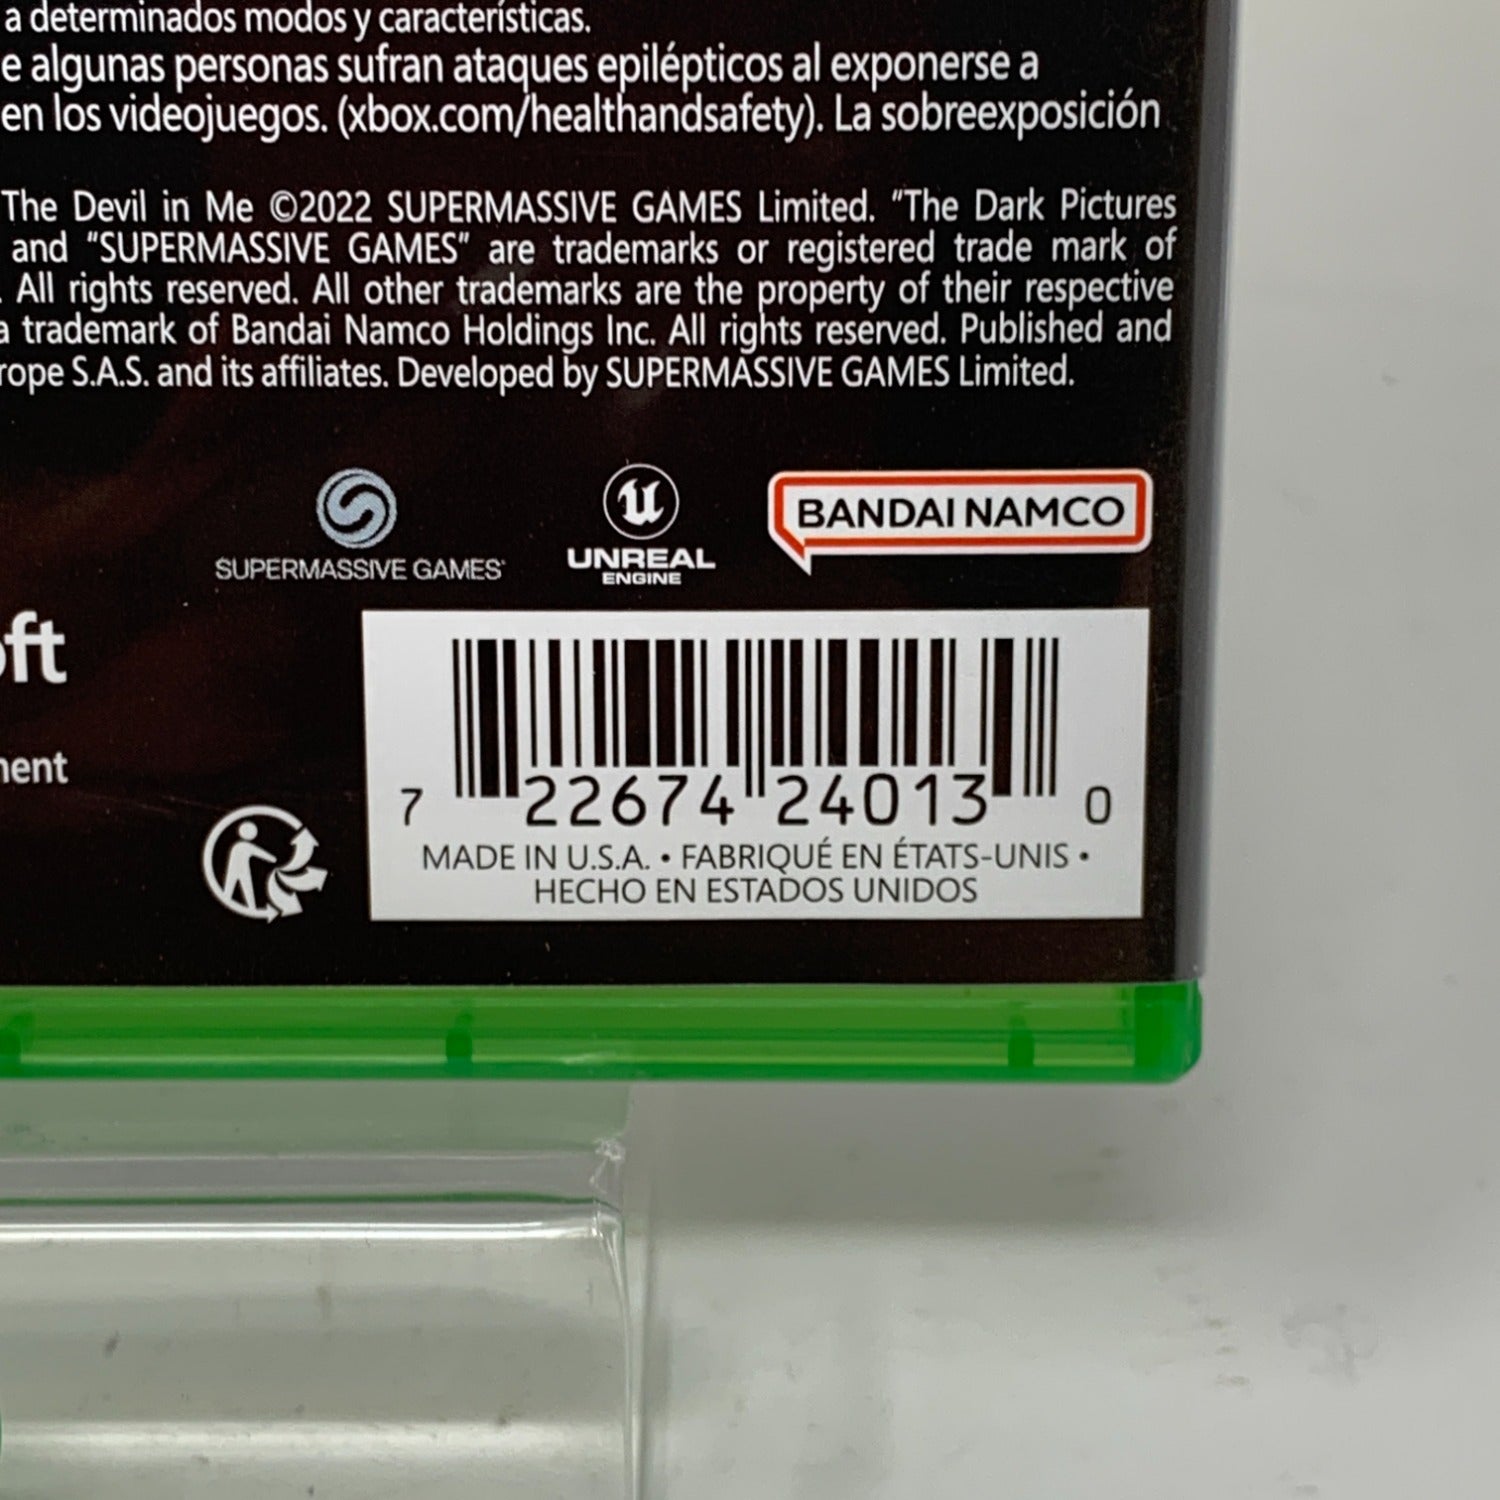 a determinados modos y características.
e algunas personas sufran ataques epilépticos al exponerse a
en los videojuegos. (xbox.com/healthandsafety). La sobreexposición
The Devil in Me ©2022 SUPERMASSIVE GAMES Limited. "The Dark Pictures
and "SUPERMASSIVE GAMES" are trademarks or registered trade mark of
. All rights reserved. All other trademarks are the property of their respective
a trademark of Bandai Namco Holdings Inc. All rights reserved. Published and
rope S.A.S. and its affiliates. Developed by SUPERMASSIVE GAMES Limited.
SUPERMASSIVE GAMES
UNREAL
ENGINE
BANDAI NAMCO
oft
nent
7 22674 24013 0
MADE IN U.S.A. • FABRIQUÉ EN ÉTATS-UNIS •
HECHO EN ESTADOS UNIDOS